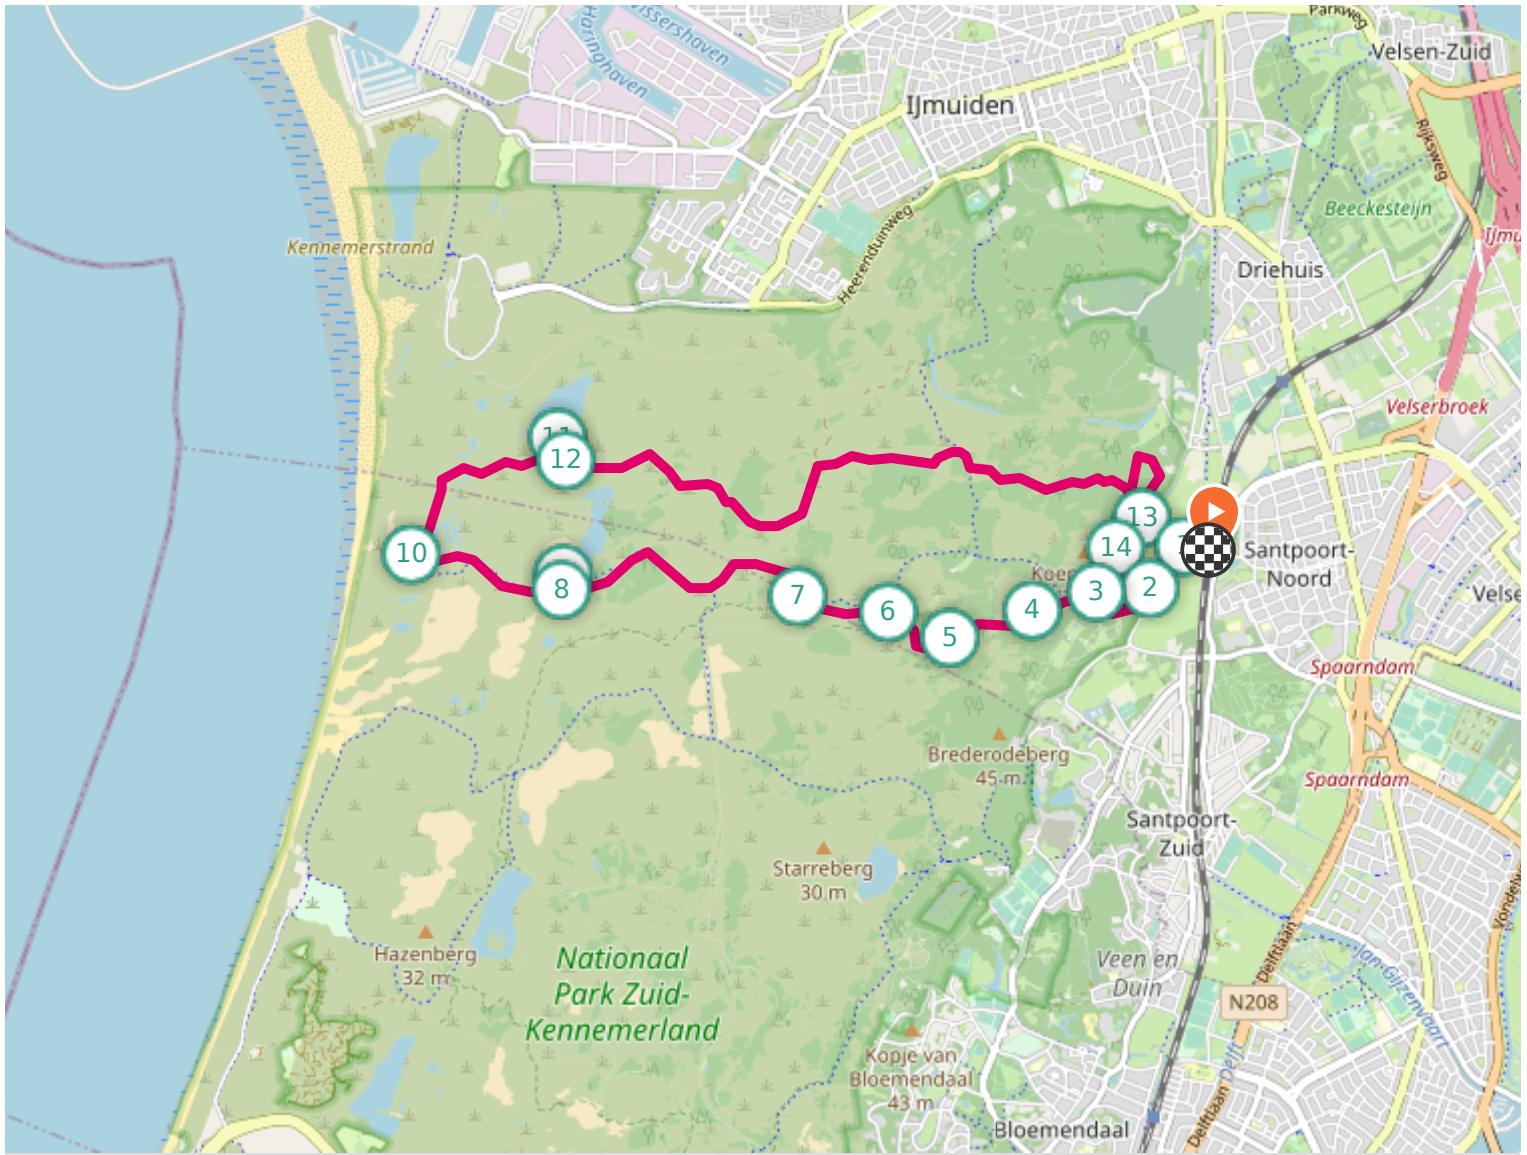 Parkweg
Velsen-Zuid
Vissershaven
Haringhaven
IJmuiden
Rijksweg
Beeckesteijn
Heerenduinweg
Kennemerstrand
Driehuis
Velserbroek
12
13
10
14
Santpoort-
Noord
8
7
6
5
4
3
2
Spaarndam
Brederodeberg
45 m
Spaarndam
Santpoort-
Zuid
Starreberg
30 m
Hazenberg
32 m
Nationaal
Park Zuid-
Kennemerland
Veen en
Duin
Delftlaan
Jan-Gijzenvaart
N208
Kopje van
Bloemendaal
43 m
Delft
Delftlaan
Bloemendaal